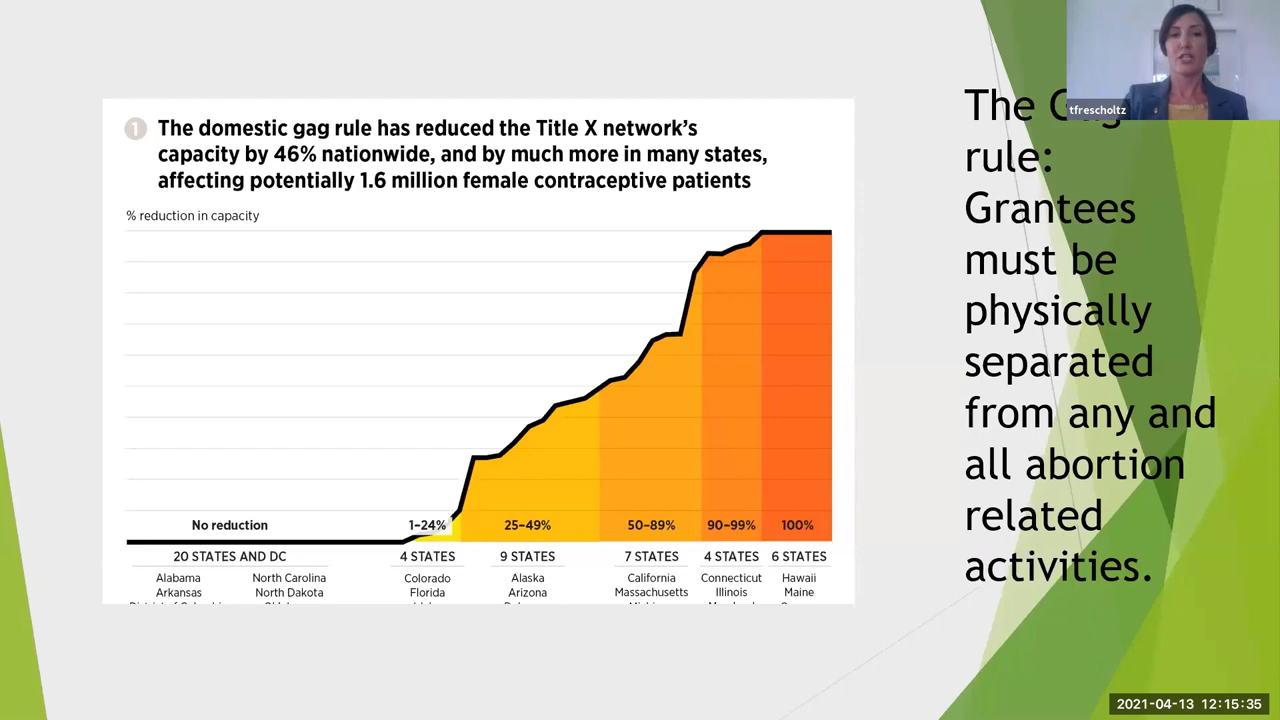 1
The domestic gag rule has reduced the Title X network's
capacity by 46% nationwide, and by much more in many states,
affecting potentially 1.6 million female contraceptive patients
% reduction in capacity
No reduction 1–24% 25–49% 50–89% 90–99% 100%
20 STATES AND DC 4 STATES 9 STATES 7 STATES 4 STATES 6 STATES
Alabama North Carolina Colorado Alaska California Connecticut Hawaii
Arkansas North Dakota Florida Arizona Massachusetts Illinois Maine
The
rule:
Grantees
must be
physically
separated
from any and
all abortion
related
activities.
tfrescholtz
2021-04-13 12:15:35